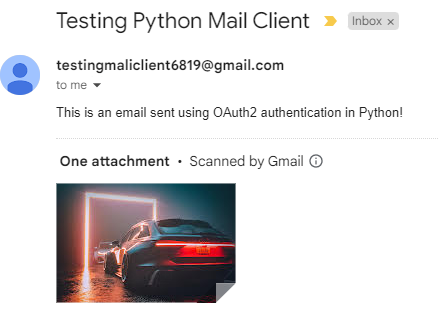 Testing Python Mail Client Inbox ×
testingmaliclient6819@gmail.com
to me
This is an email sent using OAuth2 authentication in Python!
One attachment • Scanned by Gmail